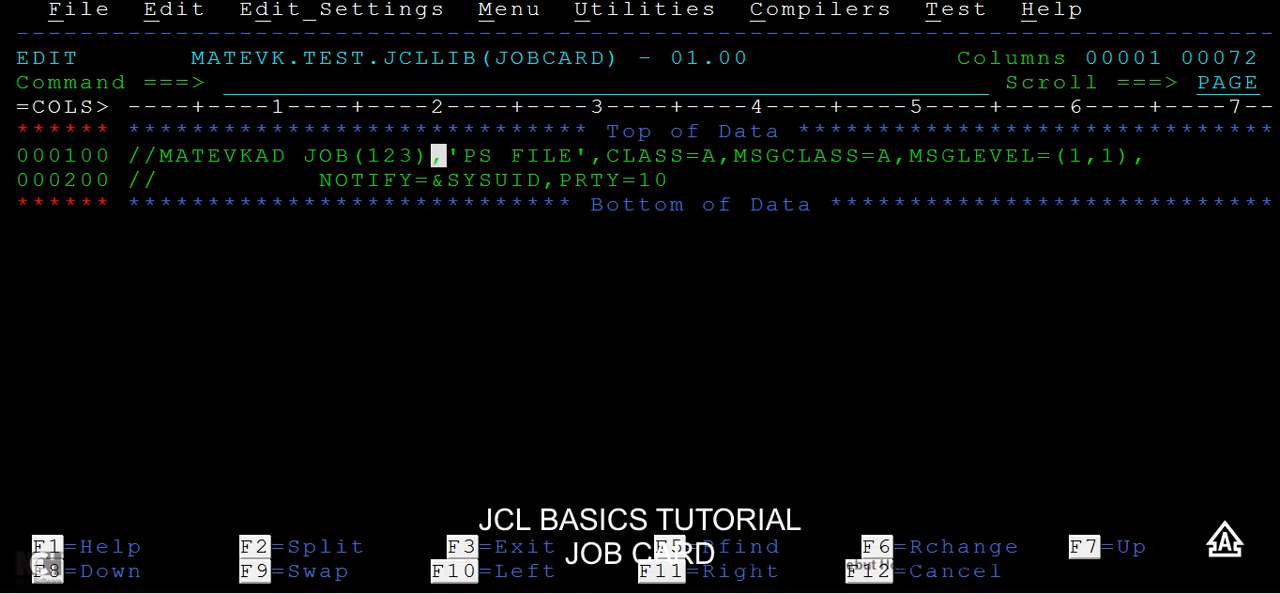 File Edit Edit_Settings Menu Utilities Compilers Test Help
EDIT MATEVK.TEST.JCLLIB(JOBCARD) - 01.00 Columns 00001 00072
Command ===> Scroll ===> PAGE
=COLS> ----+----1----+----2----+----3----+----4----+----5----+----6----+----7--
****** ***************************** Top of Data ******************************
000100 //MATEVKAD JOB(123),'PS FILE',CLASS=A,MSGCLASS=A,MSGLEVEL=(1,1),
000200 // NOTIFY=&SYSUID,PRTY=10
****** **************************** Bottom of Data ****************************
JCL BASICS TUTORIAL
JOB CARD
F1=Help F2=Split F3=Exit F5=Rfind F6=Rchange F7=Up
F8=Down F9=Swap F10=Left F11=Right F12=Cancel